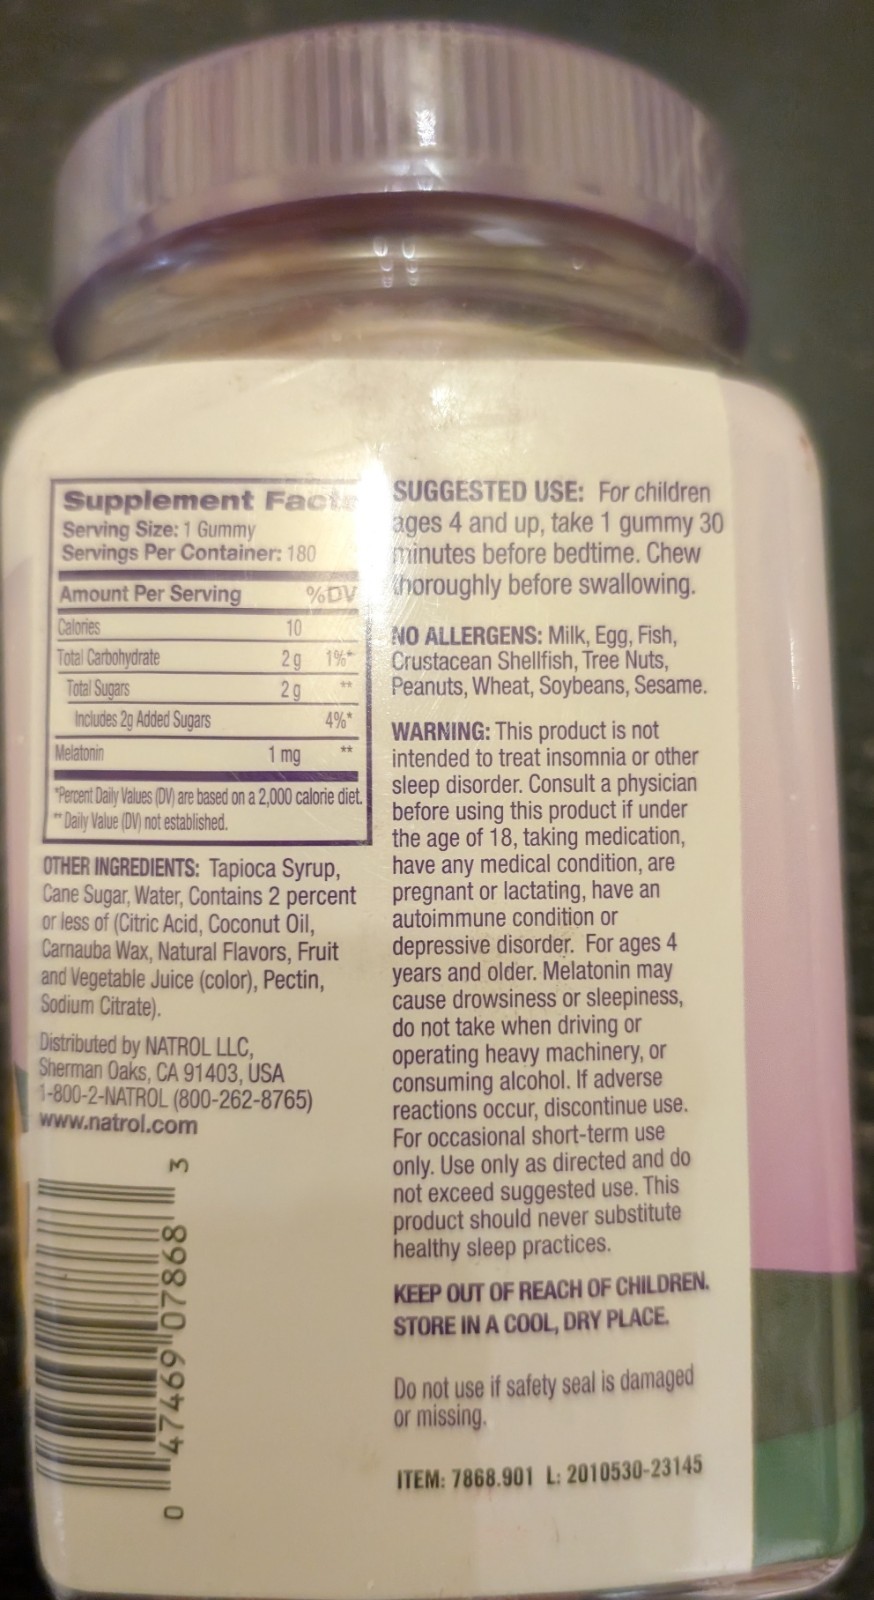 Supplement Facts
Serving Size: 1 Gummy
Servings Per Container: 180
Amount Per Serving %DV
Calories 10
Total Carbohydrate 2 g 1%*
Total Sugars 2 g **
Includes 2g Added Sugars 4%*
Melatonin 1 mg **
*Percent Daily Values (DV) are based on a 2,000 calorie diet.
** Daily Value (DV) not established.
OTHER INGREDIENTS: Tapioca Syrup,
Cane Sugar, Water, Contains 2 percent
or less of (Citric Acid, Coconut Oil,
Carnauba Wax, Natural Flavors, Fruit
and Vegetable Juice (color), Pectin,
Sodium Citrate).
Distributed by NATROL LLC,
Sherman Oaks, CA 91403, USA
1-800-2-NATROL (800-262-8765)
www.natrol.com
0 47469 07868 3
SUGGESTED USE: For children
ages 4 and up, take 1 gummy 30
minutes before bedtime. Chew
thoroughly before swallowing.
NO ALLERGENS: Milk, Egg, Fish,
Crustacean Shellfish, Tree Nuts,
Peanuts, Wheat, Soybeans, Sesame.
WARNING: This product is not
intended to treat insomnia or other
sleep disorder. Consult a physician
before using this product if under
the age of 18, taking medication,
have any medical condition, are
pregnant or lactating, have an
autoimmune condition or
depressive disorder. For ages 4
years and older. Melatonin may
cause drowsiness or sleepiness,
do not take when driving or
operating heavy machinery, or
consuming alcohol. If adverse
reactions occur, discontinue use.
For occasional short-term use
only. Use only as directed and do
not exceed suggested use. This
product should never substitute
healthy sleep practices.
KEEP OUT OF REACH OF CHILDREN.
STORE IN A COOL, DRY PLACE.
Do not use if safety seal is damaged
or missing.
ITEM: 7868.901 L: 2010530-23145